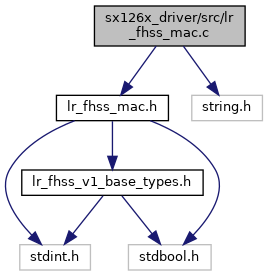 sx126x_driver/src/lr
_fhss_mac.c
lr_fhss_mac.h
string.h
lr_fhss_v1_base_types.h
stdint.h
stdbool.h